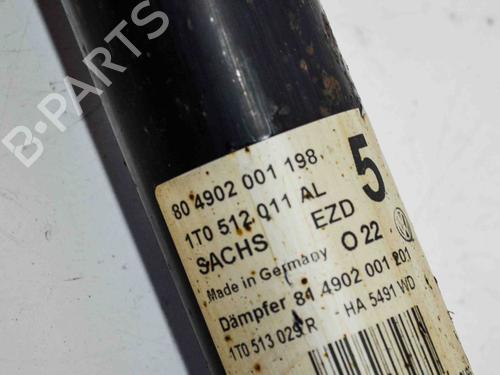 B-PARTS
80 4902 001 198
1T0 512 011 AL 5
SACHS EZD
Made in Germany O 22
Dämpfer 81 4902 001 201
1T0 513 029 R - HA 5491 WD